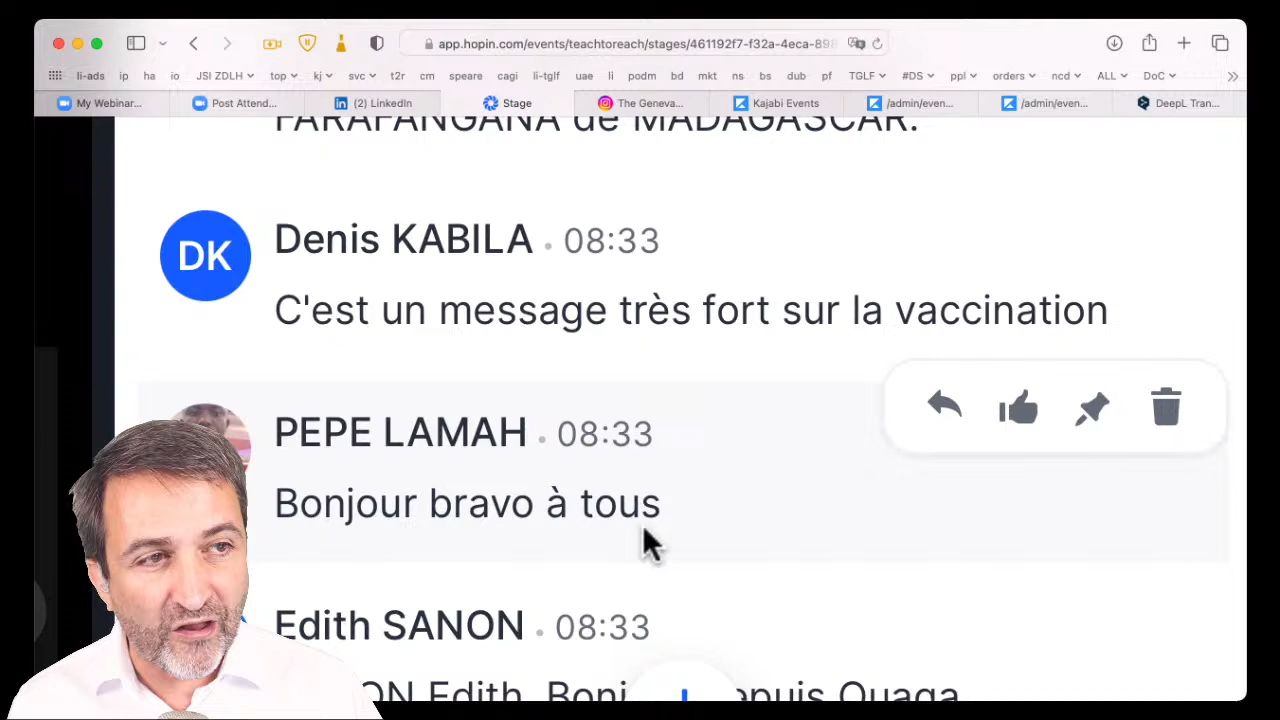 app.hopin.com/events/teachtoreach/stages/461192f7-f32a-4eca-898
li-ads ip ha io JSI ZDLH top kj svc t2r cm speare cagi li-tglf uae li podm bd mkt ns bs dub pf TGLF #DS ppl orders ncd ALL DoC
My Webinar... Post Attend... (2) LinkedIn Stage The Geneva... Kajabi Events /admin/even... /admin/even... DeepL Tran...
FARAFANGANA de MADAGASCAR.
DK
Denis KABILA • 08:33
C'est un message très fort sur la vaccination
PEPE LAMAH • 08:33
Bonjour bravo à tous
Edith SANON • 08:33
Edith Ouaga